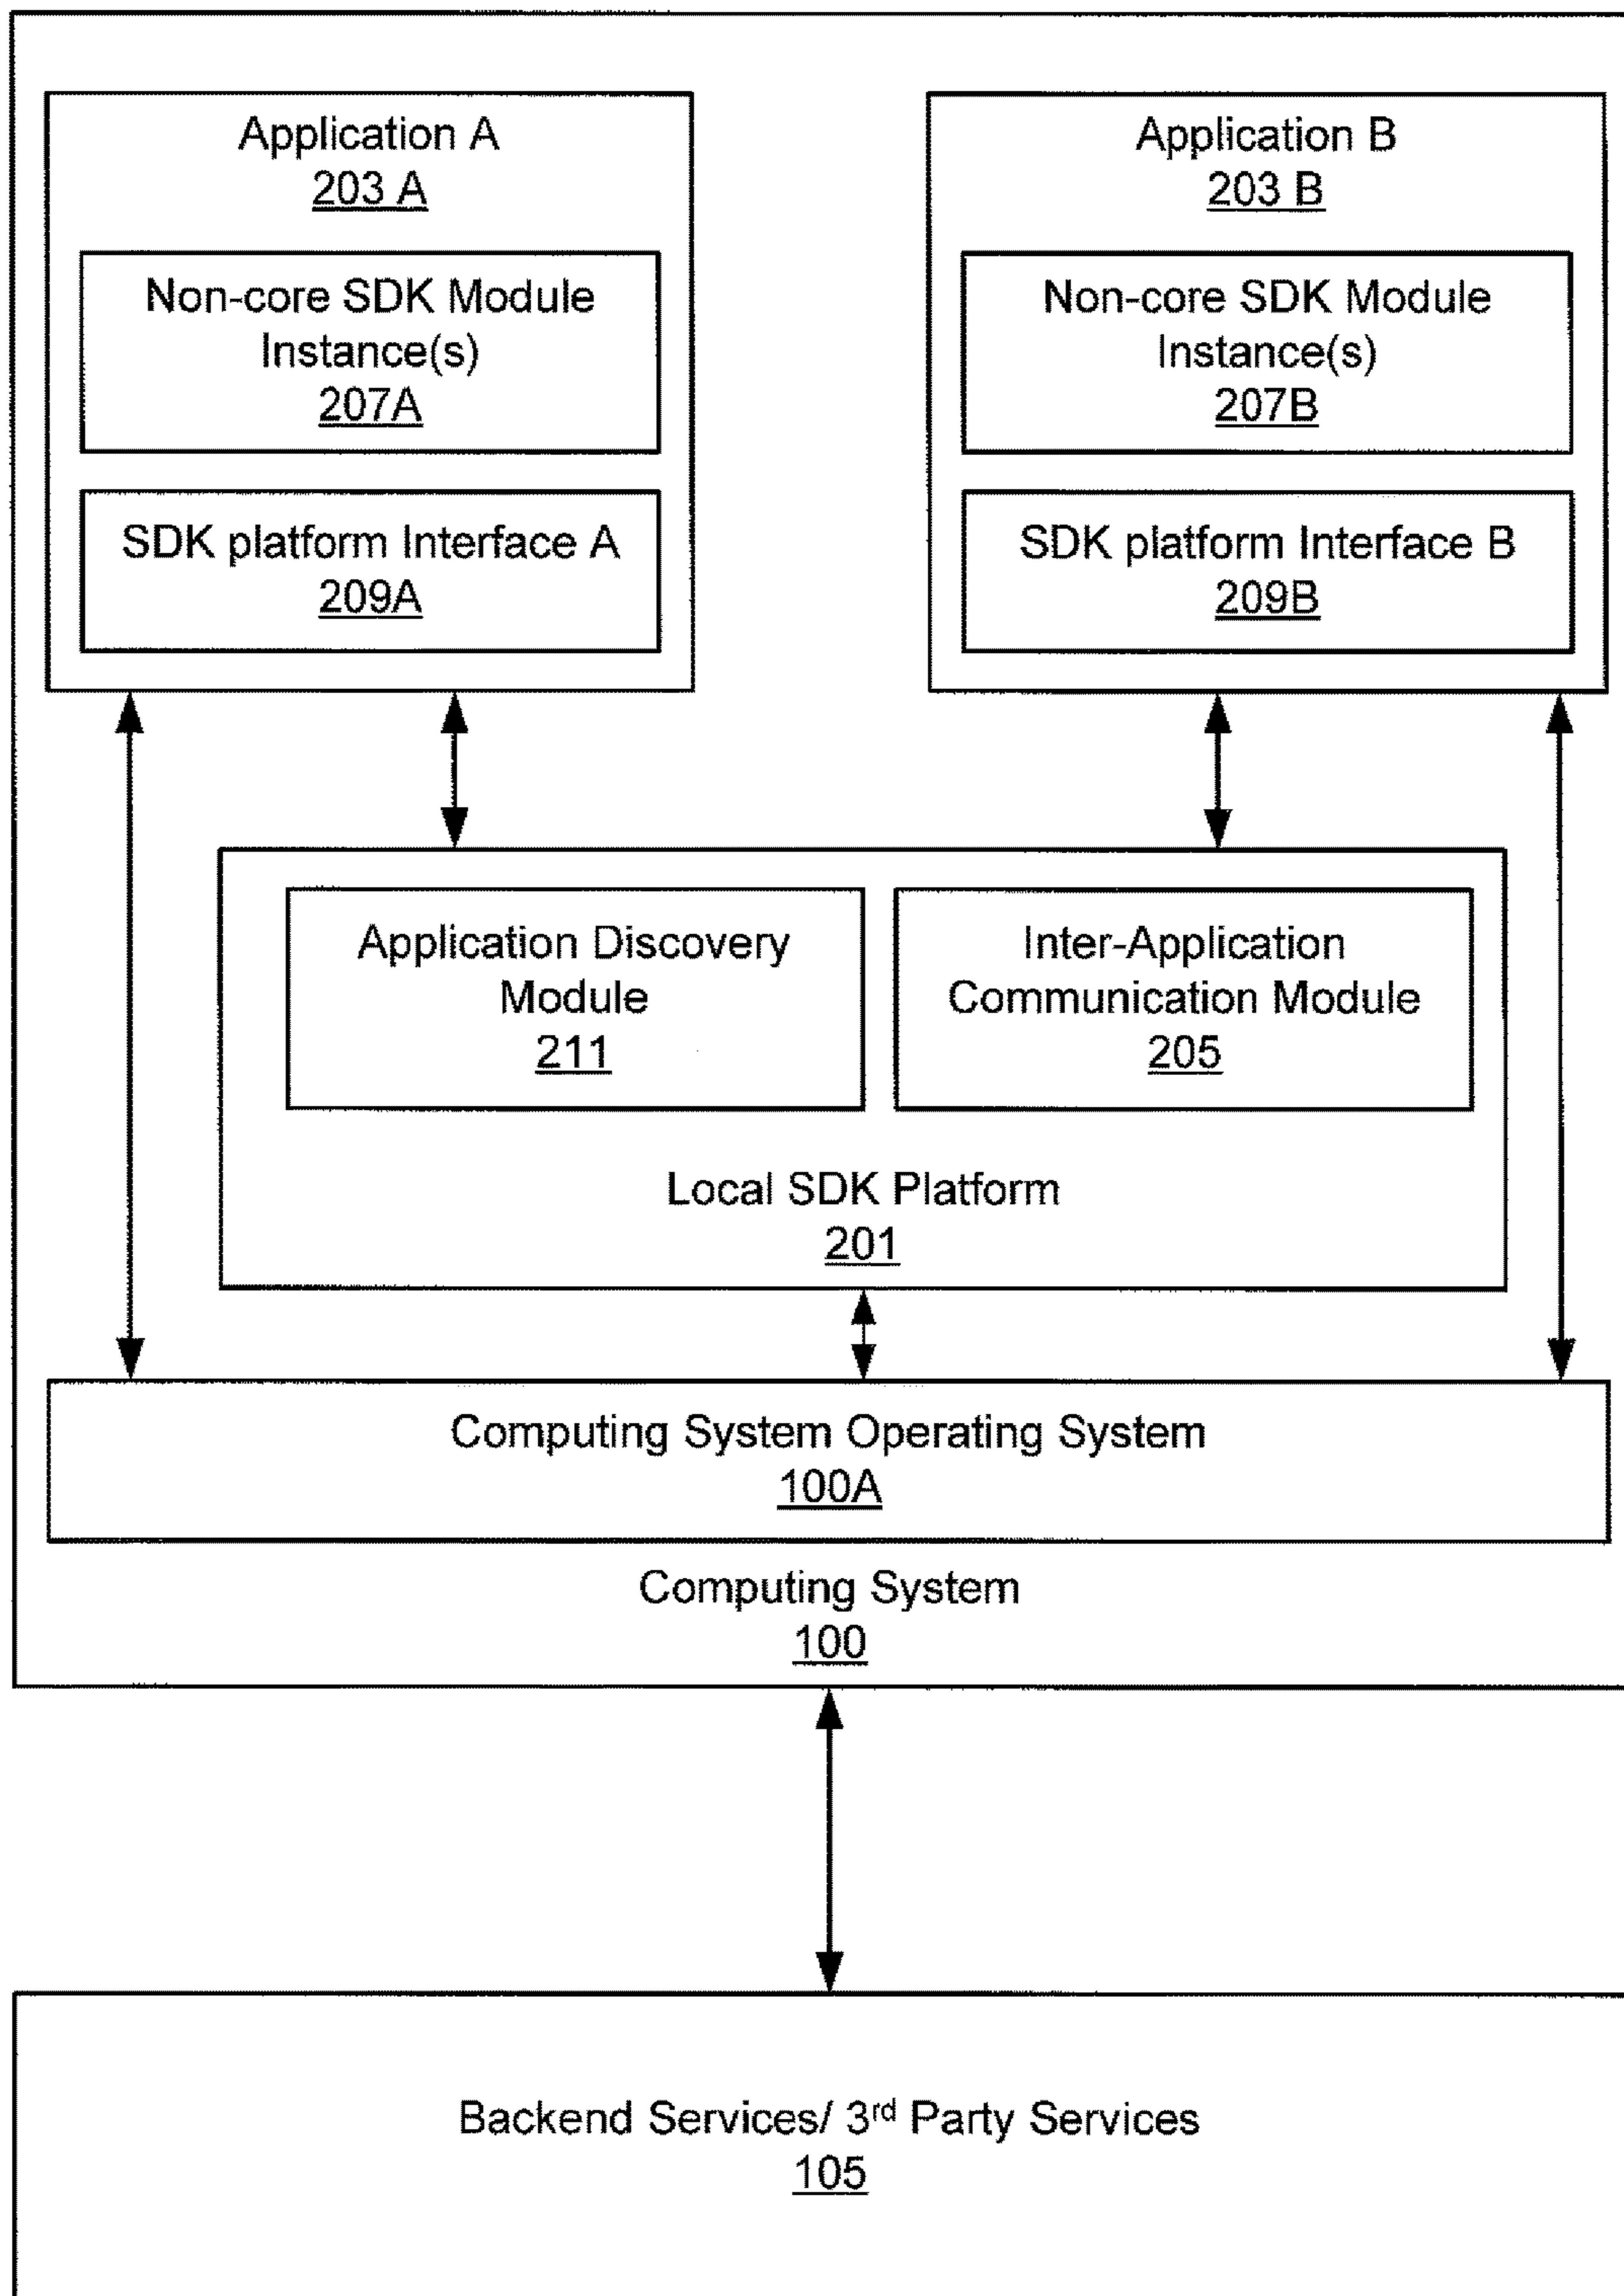 Application A
203 A
Non-core SDK Module
Instance(s)
207A
SDK platform Interface A
209A
Application B
203 B
Non-core SDK Module
Instance(s)
207B
SDK platform Interface B
209B
Application Discovery
Module
211
Inter-Application
Communication Module
205
Local SDK Platform
201
Computing System Operating System
100A
Computing System
100
Backend Services/ 3rd Party Services
105